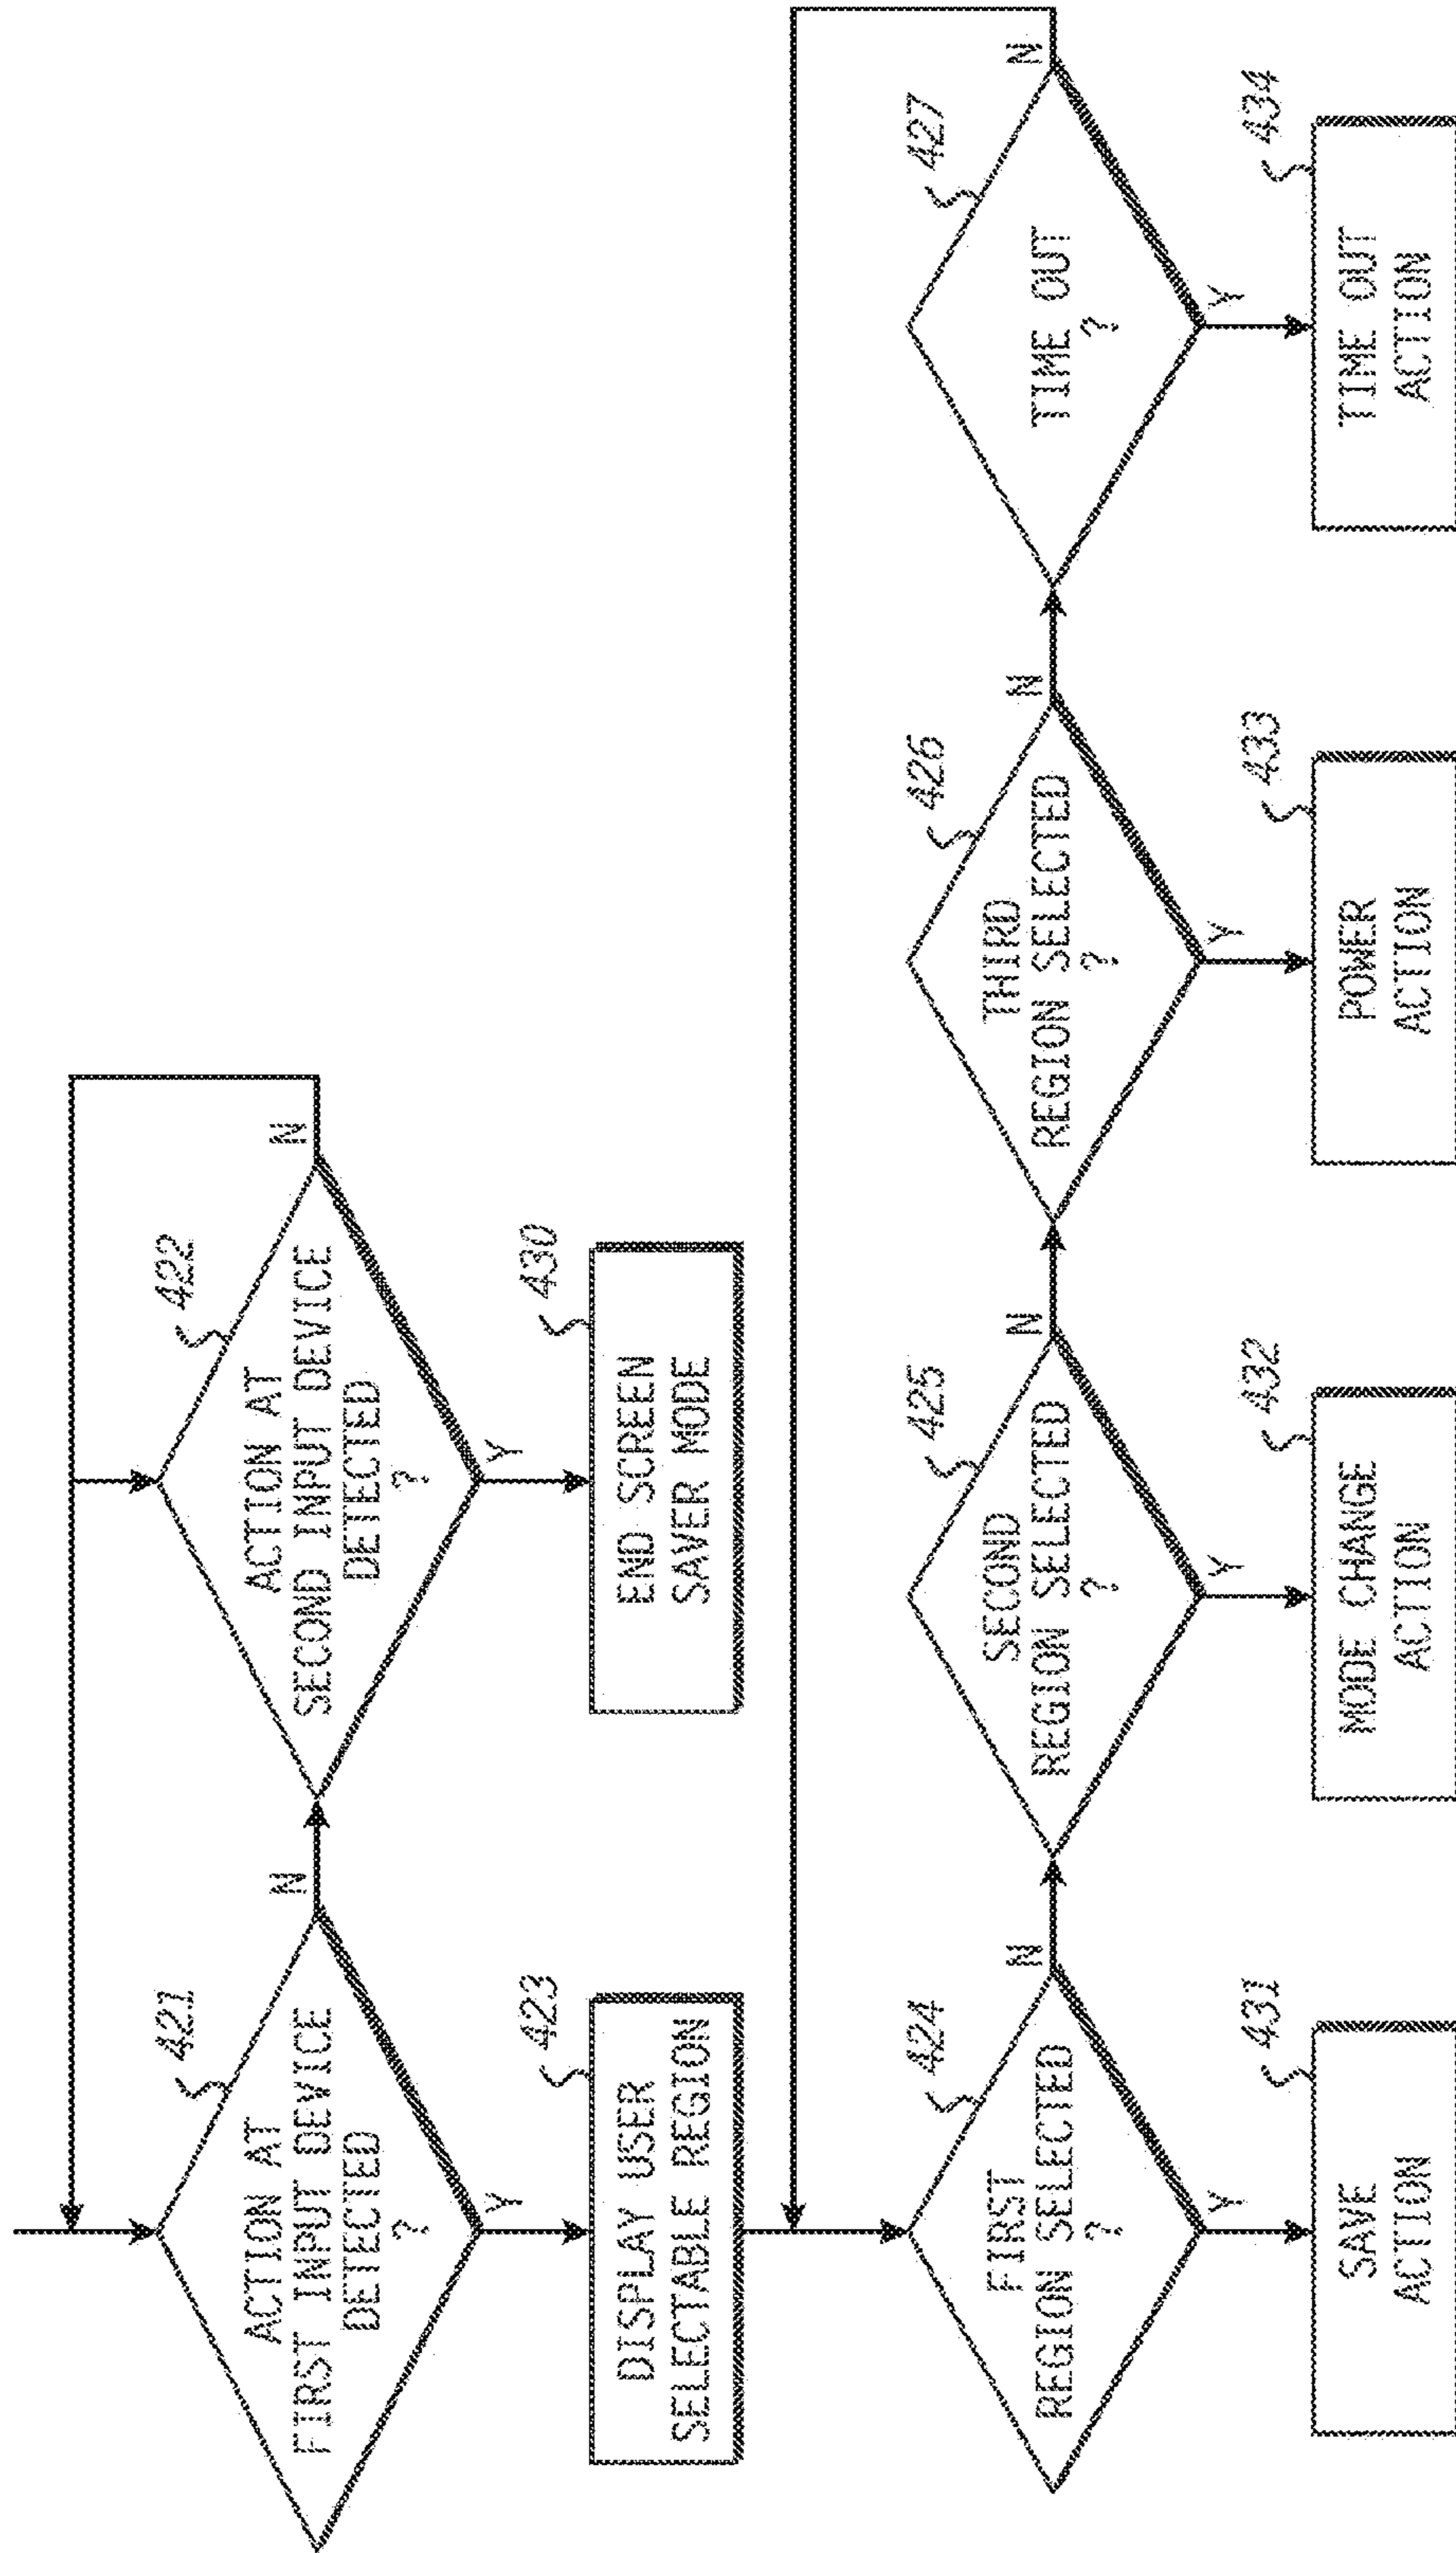 421
ACTION AT
FIRST INPUT DEVICE
DETECTED
?
N
Y
422
ACTION AT
SECOND INPUT DEVICE
DETECTED
?
N
Y
423
DISPLAY USER
SELECTABLE REGION
430
END SCREEN
SAVER MODE
424
FIRST
REGION SELECTED
?
N
Y
425
SECOND
REGION SELECTED
?
N
Y
426
THIRD
REGION SELECTED
?
N
Y
427
TIME OUT
?
N
Y
431
SAVE
ACTION
432
MODE CHANGE
ACTION
433
POWER
ACTION
434
TIME OUT
ACTION